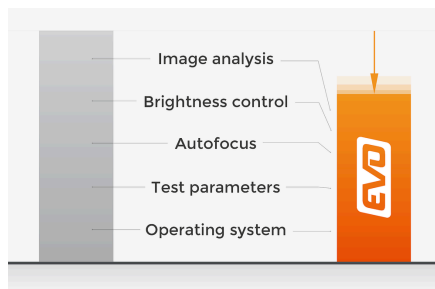 Image analysis
Brightness control
Autofocus
Test parameters
Operating system
EVO